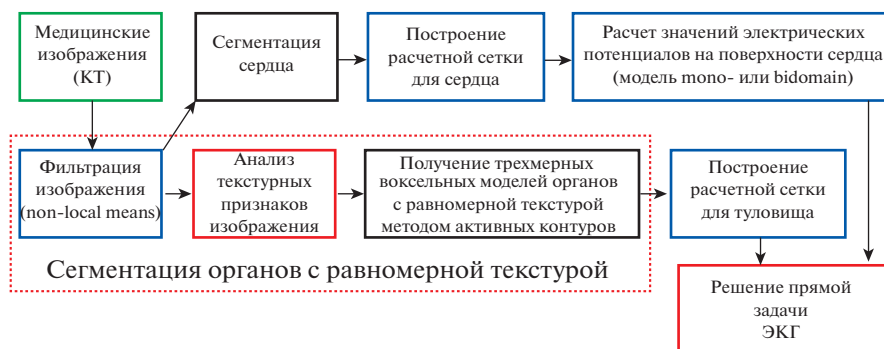 Медицинские
изображения
(КТ)
Сегментация
сердца
Построение
расчетной сетки
для сердца
Расчет значений электрических
потенциалов на поверхности сердца
(модель mono- или bidomain)
Фильтрация
изображения
(non-local means)
Анализ
текстурных
признаков
изображения
Получение трехмерных
воксельных моделей органов
с равномерной текстурой
методом активных контуров
Построение
расчетной сетки
для туловища
Сегментация органов с равномерной текстурой
Решение прямой
задачи
ЭКГ